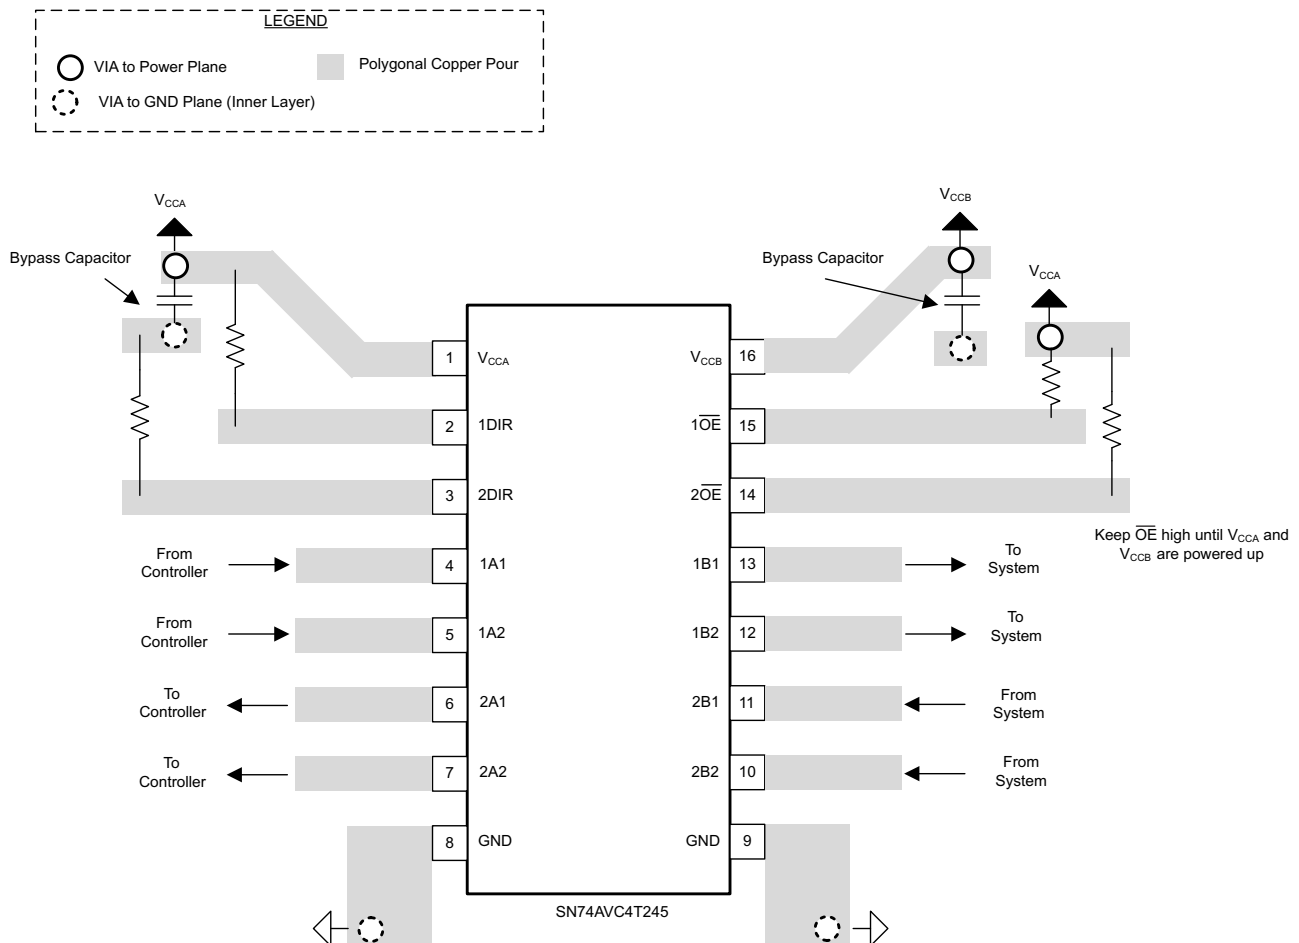 LEGEND
VIA to Power Plane
Polygonal Copper Pour
VIA to GND Plane (Inner Layer)
VCCA
VCCB
Bypass Capacitor
Bypass Capacitor
VCCA
1
VCCA
VCCB
16
2
1DIR
1O̅E̅
15
3
2DIR
2O̅E̅
14
Keep O̅E̅ high until VCCA and
VCCB are powered up
From
Controller
4
1A1
1B1
13
To
System
From
Controller
5
1A2
1B2
12
To
System
To
Controller
6
2A1
2B1
11
From
System
To
Controller
7
2A2
2B2
10
From
System
8
GND
GND
9
SN74AVC4T245